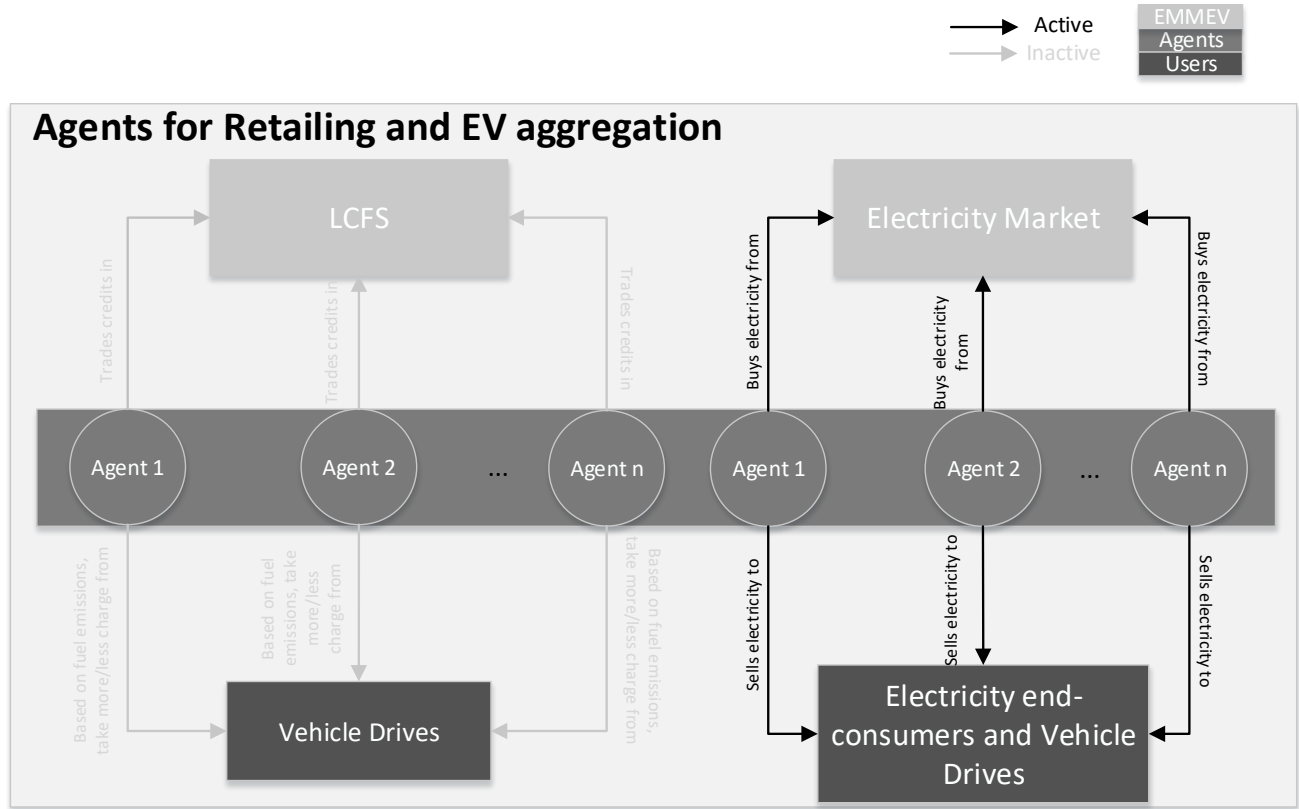 Active
Inactive
EMMEV
Agents
Users
Agents for Retailing and EV aggregation
LCFS
Electricity Market
Trades credits in
Trades credits in
Trades credits in
Buys electricity from
Buys electricity
from
Buys electricity from
Agent 1
Agent 2
...
Agent n
Agent 1
Agent 2
...
Agent n
Based on fuel emissions,
take more/less charge from
Based on fuel
emissions, take
more/less
charge from
Based on fuel emissions,
take more/less charge from
Sells electricity to
Sells electricity to
Sells electricity to
Vehicle Drives
Electricity end-
consumers and Vehicle
Drives